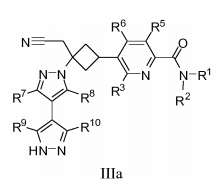 R⁶ R⁵
O
N≡
N
R¹
N
R²
R³
N
N
R⁷ R⁸
R⁹ R¹⁰
HN-N
IIIa